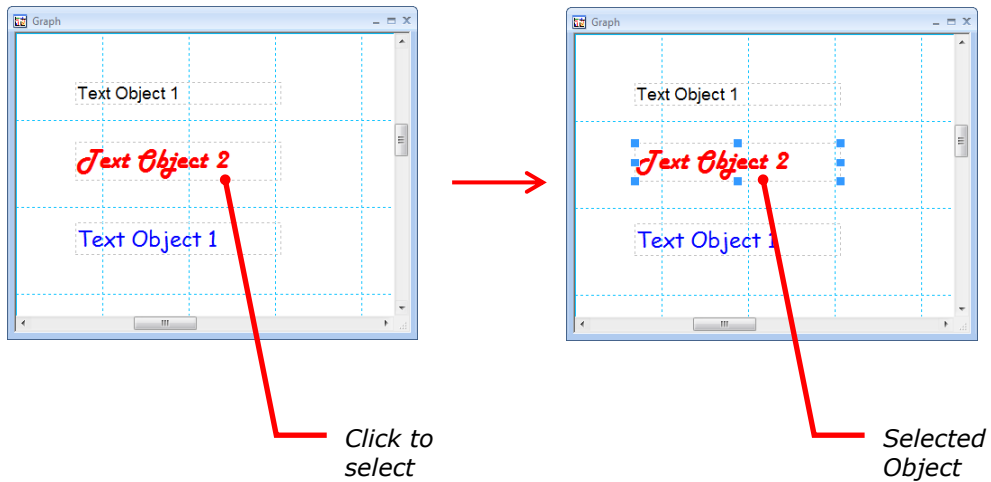 Graph
Text Object 1
Text Object 2
Text Object 1
Click to
select
Graph
Text Object 1
Text Object 2
Text Object 1
Selected
Object